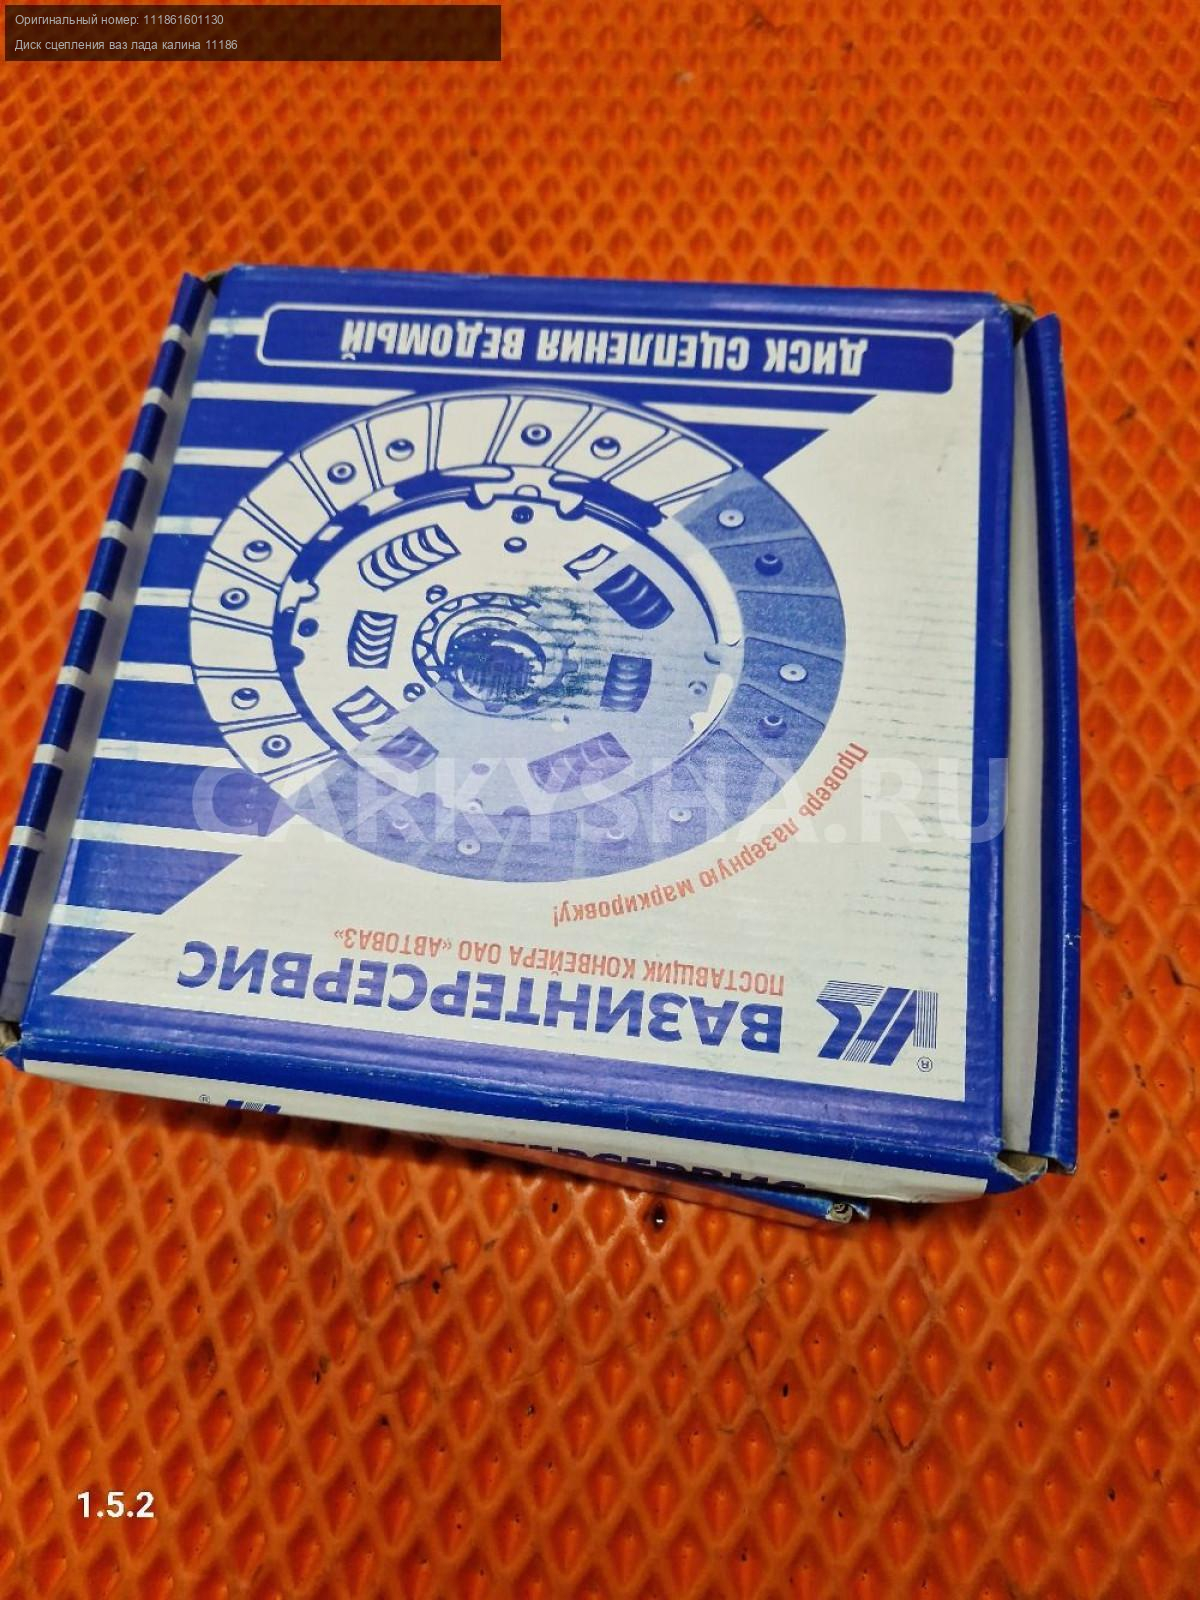 Оригинальный номер: 111861601130
Диск сцепления ваз лада калина 11186
ДИСК СЦЕПЛЕНИЯ ВЕДОМЫЙ
Проверь лазерную маркировку!
ПОСТАВЩИК КОНВЕЙЕРА ОАО «АВТОВАЗ»
ВАЗИНТЕРСЕРВИС
®
CARKYSHA.RU
®
1.5.2